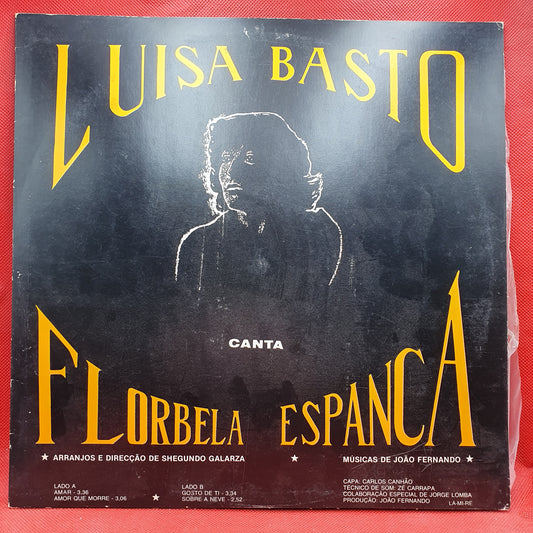 LUISA BASTO
CANTA
FLORBELA ESPANCA
★ ARRANJOS E DIRECÇÃO DE SHEGUNDO GALARZA ★ MÚSICAS DE JOÃO FERNANDO ★
LADO A
AMAR - 3,36
AMOR QUE MORRE - 3,06
★
LADO B
GOSTO DE TI - 3,34
SOBRE A NEVE - 2,52
CAPA: CARLOS CANHÃO
TÉCNICO DE SOM: ZÉ CARRAPA
COLABORAÇÃO ESPECIAL DE JORGE LOMBA
PRODUÇÃO: JOÃO FERNANDO
LA-MI-RE